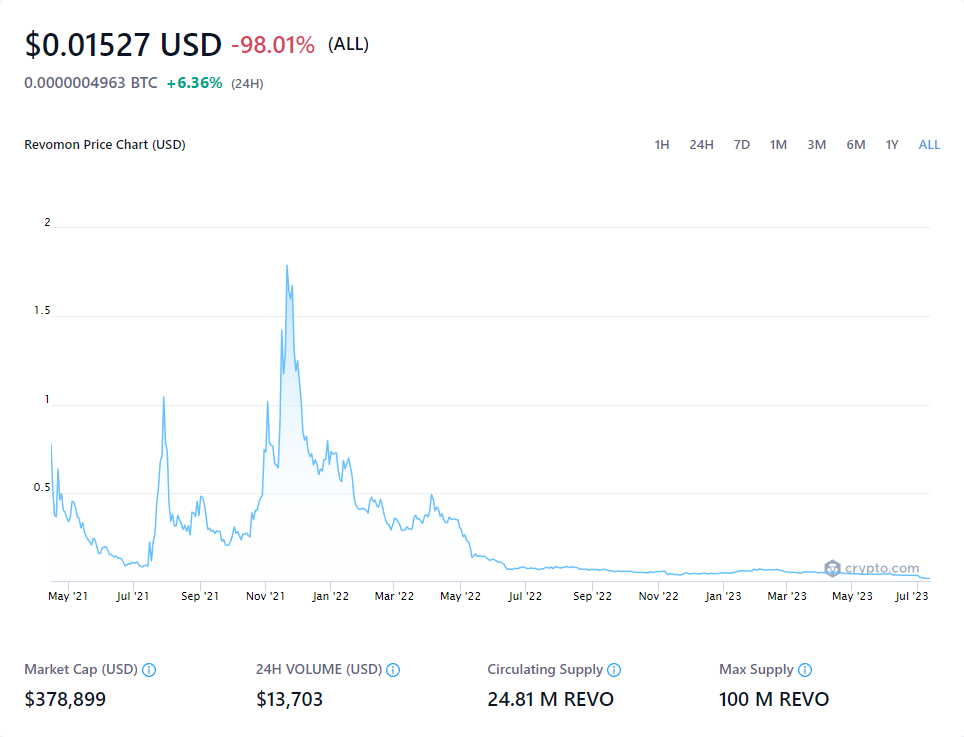 $0.01527 USD -98.01% (ALL)
0.0000004963 BTC +6.36% (24H)
Revomon Price Chart (USD) 1H 24H 7D 1M 3M 6M 1Y ALL
2
1.5
1
0.5
crypto.com
May '21 Jul '21 Sep '21 Nov '21 Jan '22 Mar '22 May '22 Jul '22 Sep '22 Nov '22 Jan '23 Mar '23 May '23 Jul '23
Market Cap (USD) 24H VOLUME (USD) Circulating Supply Max Supply
$378,899 $13,703 24.81 M REVO 100 M REVO